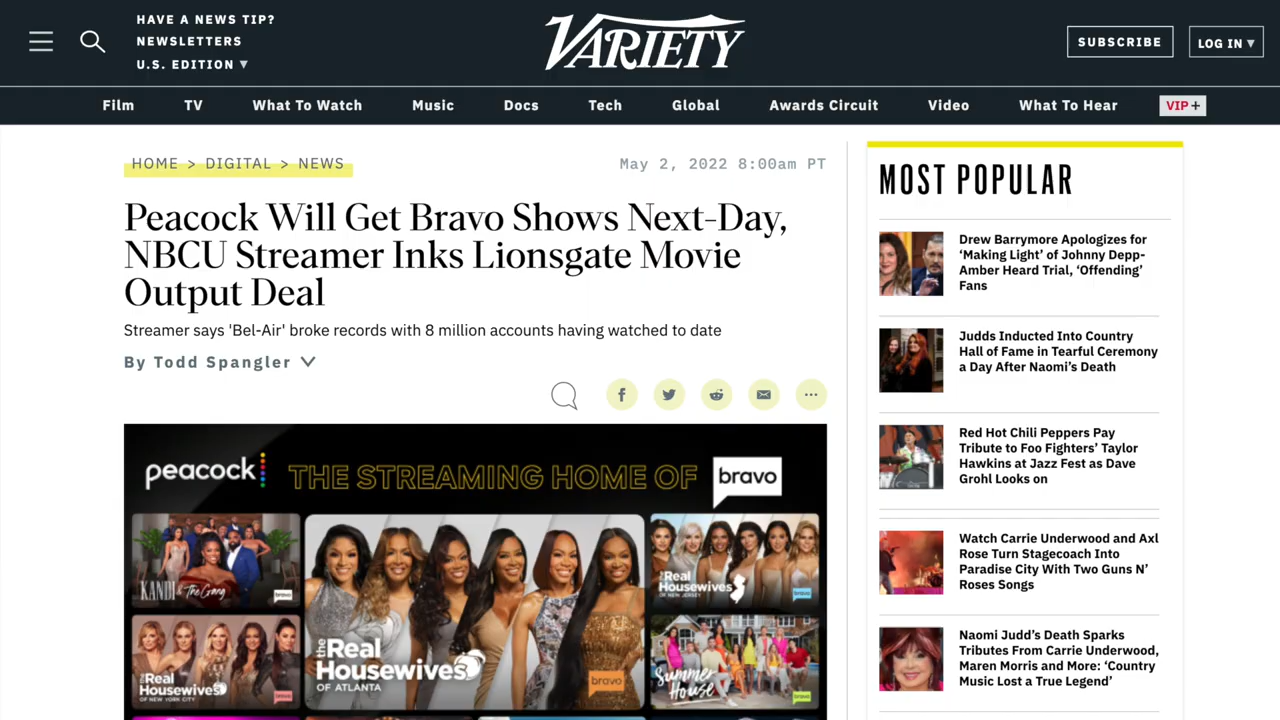 HAVE A NEWS TIP?
NEWSLETTERS
U.S. EDITION ▼
VARIETY
SUBSCRIBE
LOG IN ▼
Film TV What To Watch Music Docs Tech Global Awards Circuit Video What To Hear VIP+
HOME > DIGITAL > NEWS
May 2, 2022 8:00am PT
Peacock Will Get Bravo Shows Next-Day,
NBCU Streamer Inks Lionsgate Movie
Output Deal
Streamer says 'Bel-Air' broke records with 8 million accounts having watched to date
By Todd Spangler
peacock THE STREAMING HOME OF bravo
KANDI & The Gang
bravo
the Real
Housewives
OF ATLANTA
bravo
the Real
Housewives
OF NEW JERSEY
bravo
the Real
Housewives
OF NEW YORK CITY
bravo
Summer
House
bravo
MOST POPULAR
Drew Barrymore Apologizes for
‘Making Light’ of Johnny Depp-
Amber Heard Trial, ‘Offending’
Fans
Judds Inducted Into Country
Hall of Fame in Tearful Ceremony
a Day After Naomi’s Death
Red Hot Chili Peppers Pay
Tribute to Foo Fighters’ Taylor
Hawkins at Jazz Fest as Dave
Grohl Looks on
Watch Carrie Underwood and Axl
Rose Turn Stagecoach Into
Paradise City With Two Guns N’
Roses Songs
Naomi Judd’s Death Sparks
Tributes From Carrie Underwood,
Maren Morris and More: ‘Country
Music Lost a True Legend’